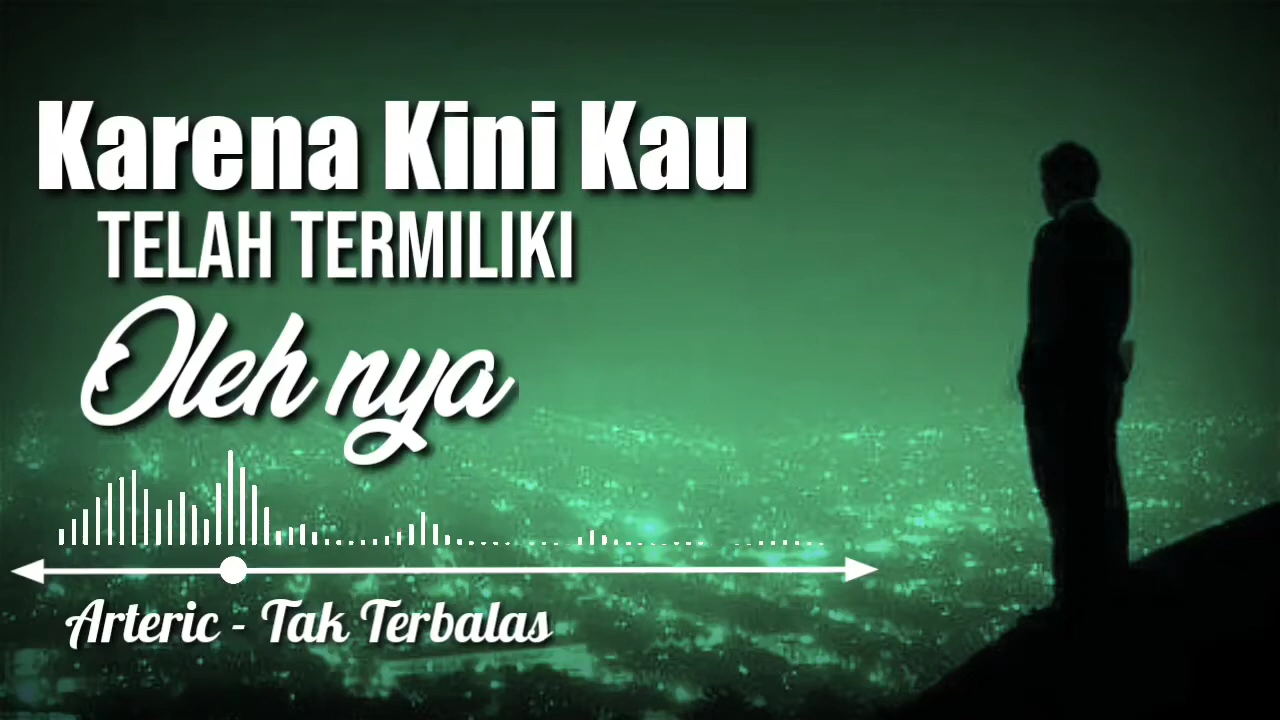 Karena Kini Kau
TELAH TERMILIKI
Oleh nya
Arteric - Tak Terbalas